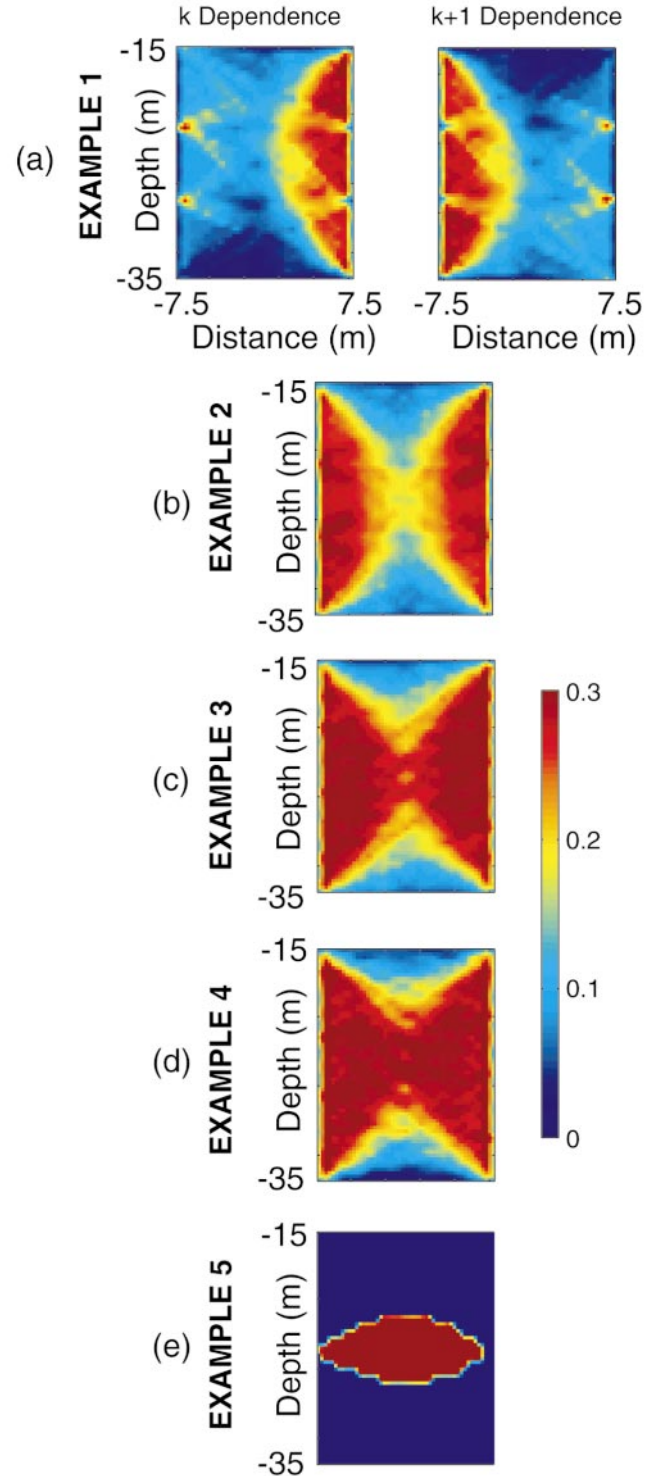 k Dependence
k+1 Dependence
(a)
EXAMPLE 1
Depth (m)
-15
-35
-7.5
7.5
-7.5
7.5
Distance (m)
Distance (m)
(b)
EXAMPLE 2
Depth (m)
-15
-35
(c)
EXAMPLE 3
Depth (m)
-15
-35
0.3
0.2
0.1
0
(d)
EXAMPLE 4
Depth (m)
-15
-35
(e)
EXAMPLE 5
Depth (m)
-15
-35